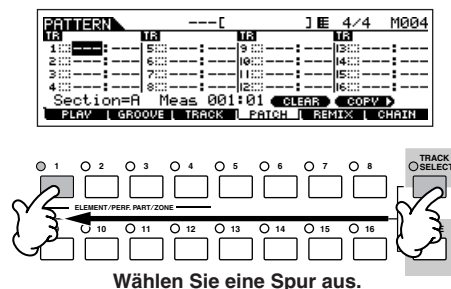 PATTERN ---[ ] 4/4 M004
TR TR TR TR
1 ---:--- 5 ---:--- 9 ---:--- 13 ---:---
2 ---:--- 6 ---:--- 10 ---:--- 14 ---:---
3 ---:--- 7 ---:--- 11 ---:--- 15 ---:---
4 ---:--- 8 ---:--- 12 ---:--- 16 ---:---
Section=A Meas 001:01 CLEAR COPY
PLAY GROOVE TRACK PATCH REMIX CHAIN
1 2 3 4 5 6 7 8 TRACK SELECT
ELEMENT/PERF. PART/ZONE
10 11 12 13 14 15 16
Wählen Sie eine Spur aus.